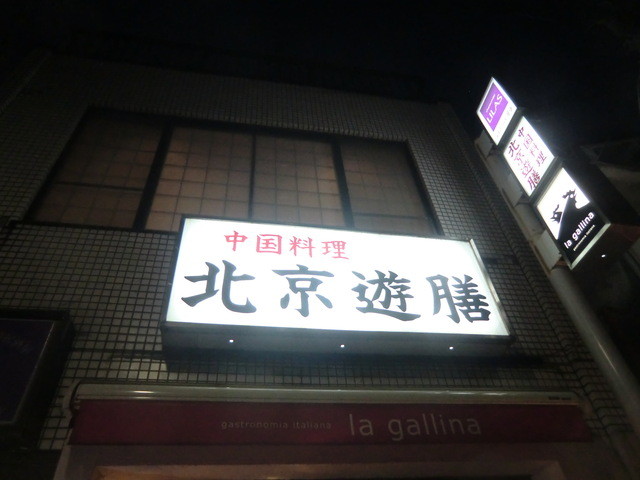 中国料理
北京遊膳
gastronomia italiana la gallina
LILAS
中国料理
北京遊膳
la gallina